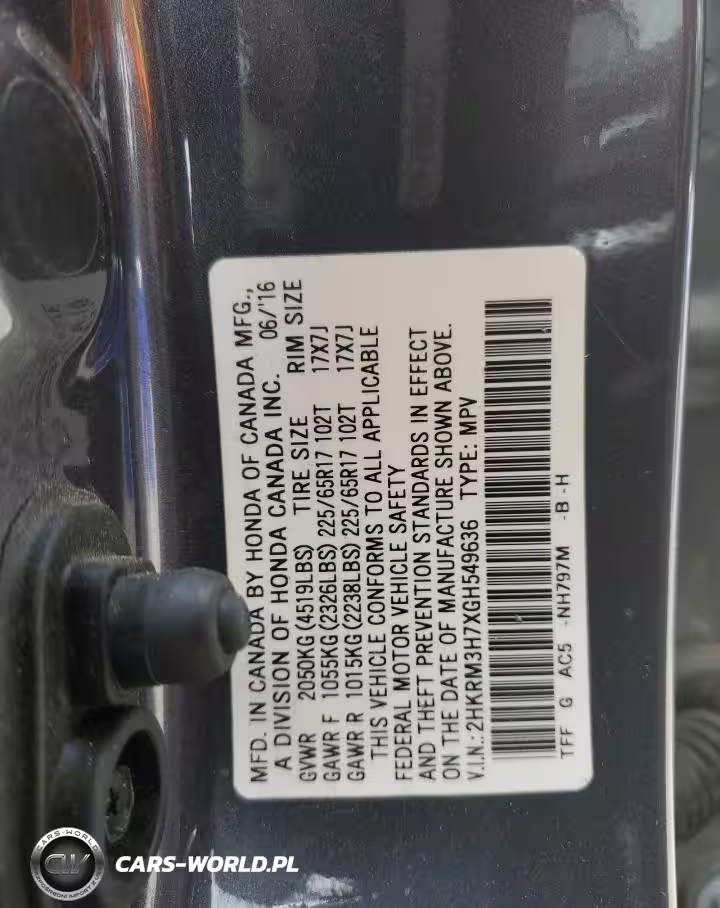 MFD. IN CANADA BY HONDA OF CANADA MFG.,
A DIVISION OF HONDA CANADA INC. 06/'16
GVWR 2050KG (4519LBS) TIRE SIZE RIM SIZE
GAWR F 1055KG (2326LBS) 225/65R17 102T 17X7J
GAWR R 1015KG (2238LBS) 225/65R17 102T 17X7J
THIS VEHICLE CONFORMS TO ALL APPLICABLE
FEDERAL MOTOR VEHICLE SAFETY
AND THEFT PREVENTION STANDARDS IN EFFECT
ON THE DATE OF MANUFACTURE SHOWN ABOVE.
V.I.N.: 2HKRM3H7XGH549636 TYPE: MPV
TFF G AC5 -NH797M -B -H
CARS-WORLD
CW
CARS-WORLD.PL